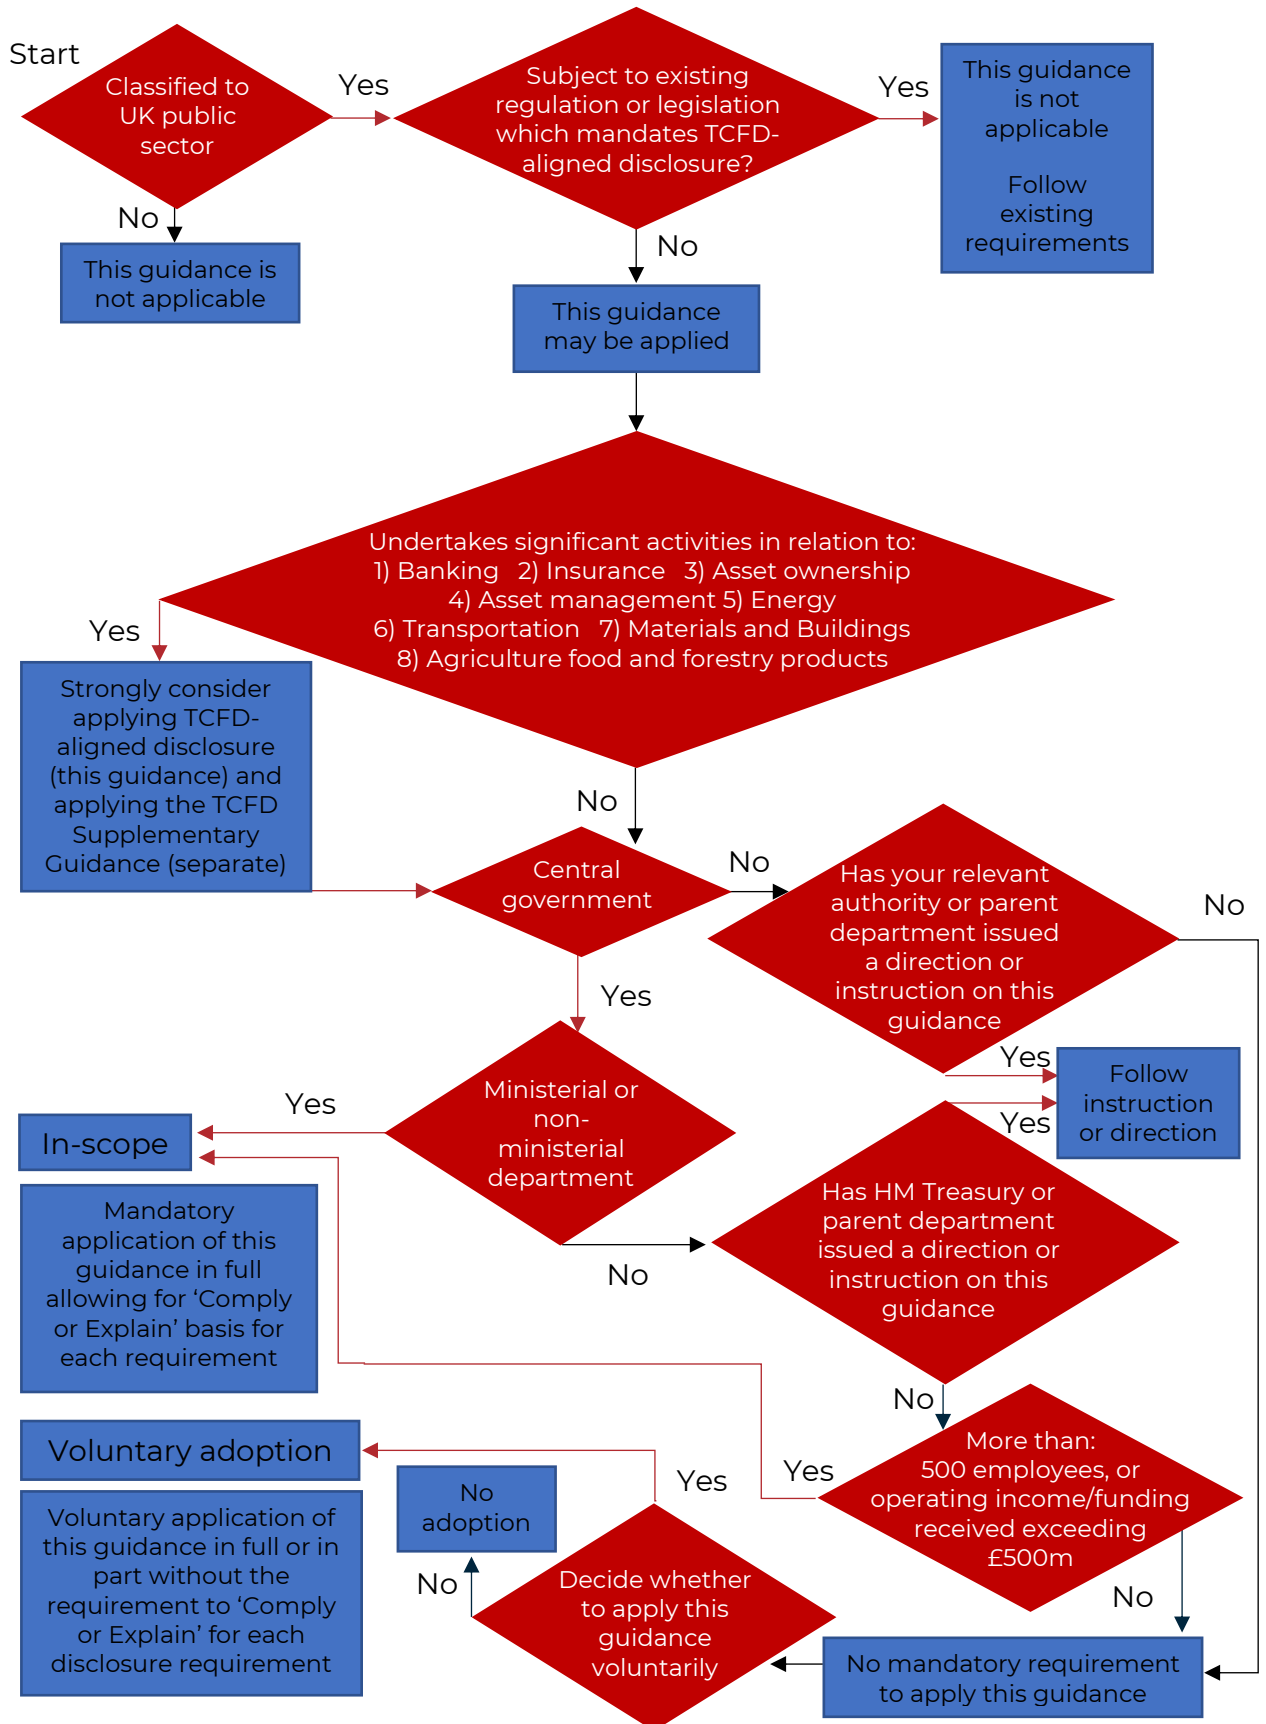 Start
Classified to
UK public
sector
Yes
Subject to existing
regulation or legislation
which mandates TCFD-
aligned disclosure?
Yes
This guidance
is not
applicable
Follow
existing
requirements
No
This guidance is
not applicable
No
This guidance
may be applied
Undertakes significant activities in relation to:
1) Banking 2) Insurance 3) Asset ownership
4) Asset management 5) Energy
6) Transportation 7) Materials and Buildings
8) Agriculture food and forestry products
Yes
Strongly consider
applying TCFD-
aligned disclosure
(this guidance) and
applying the TCFD
Supplementary
Guidance (separate)
No
Central
government
No
Has your relevant
authority or parent
department issued
a direction or
instruction on this
guidance
No
Yes
Yes
Follow
instruction
or direction
Ministerial or
non-
ministerial
department
Yes
In-scope
Mandatory
application of this
guidance in full
allowing for ‘Comply
or Explain’ basis for
each requirement
No
Yes
Has HM Treasury or
parent department
issued a direction or
instruction on this
guidance
No
More than:
500 employees, or
operating income/funding
received exceeding
£500m
Yes
No
No mandatory requirement
to apply this guidance
Decide whether
to apply this
guidance
voluntarily
Yes
No
No
adoption
Voluntary adoption
Voluntary application of
this guidance in full or in
part without the
requirement to ‘Comply
or Explain’ for each
disclosure requirement